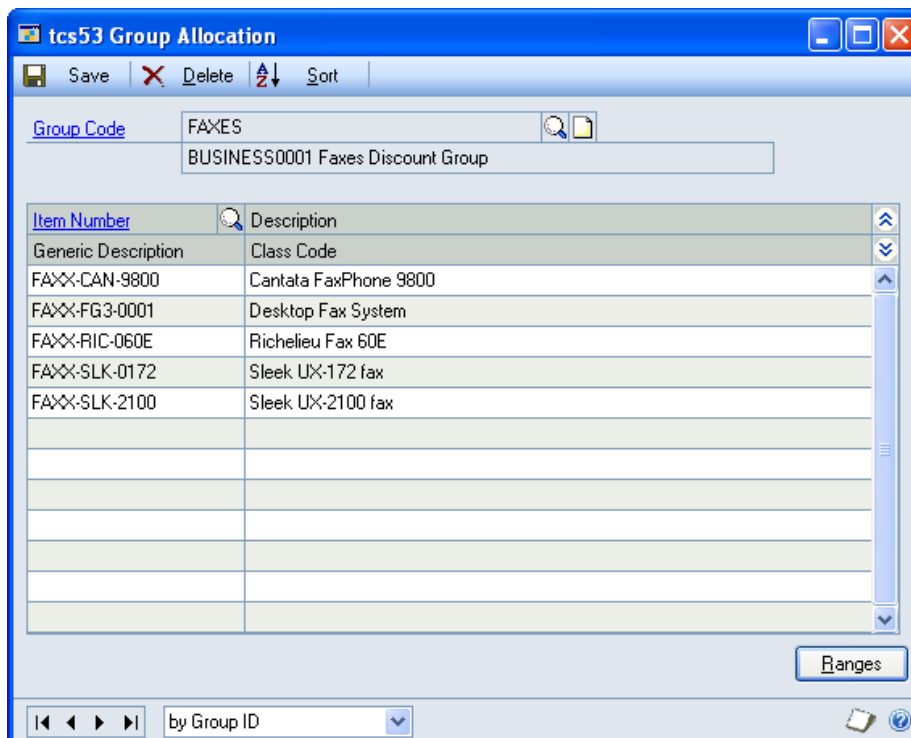 tcs53 Group Allocation
Save Delete Sort
Group Code FAXES
BUSINESS0001 Faxes Discount Group
Item Number Description
Generic Description Class Code
FAXX-CAN-9800 Cantata FaxPhone 9800
FAXX-FG3-0001 Desktop Fax System
FAXX-RIC-060E Richelieu Fax 60E
FAXX-SLK-0172 Sleek UX-172 fax
FAXX-SLK-2100 Sleek UX-2100 fax
Ranges
by Group ID